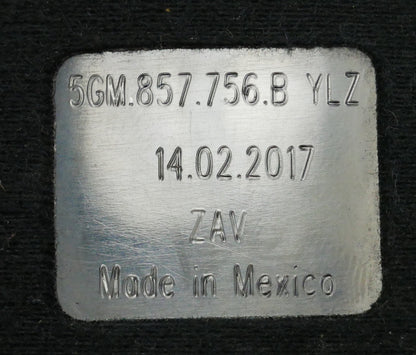 5GM.857.756.B YLZ
14.02.2017
ZAV
Made in Mexico